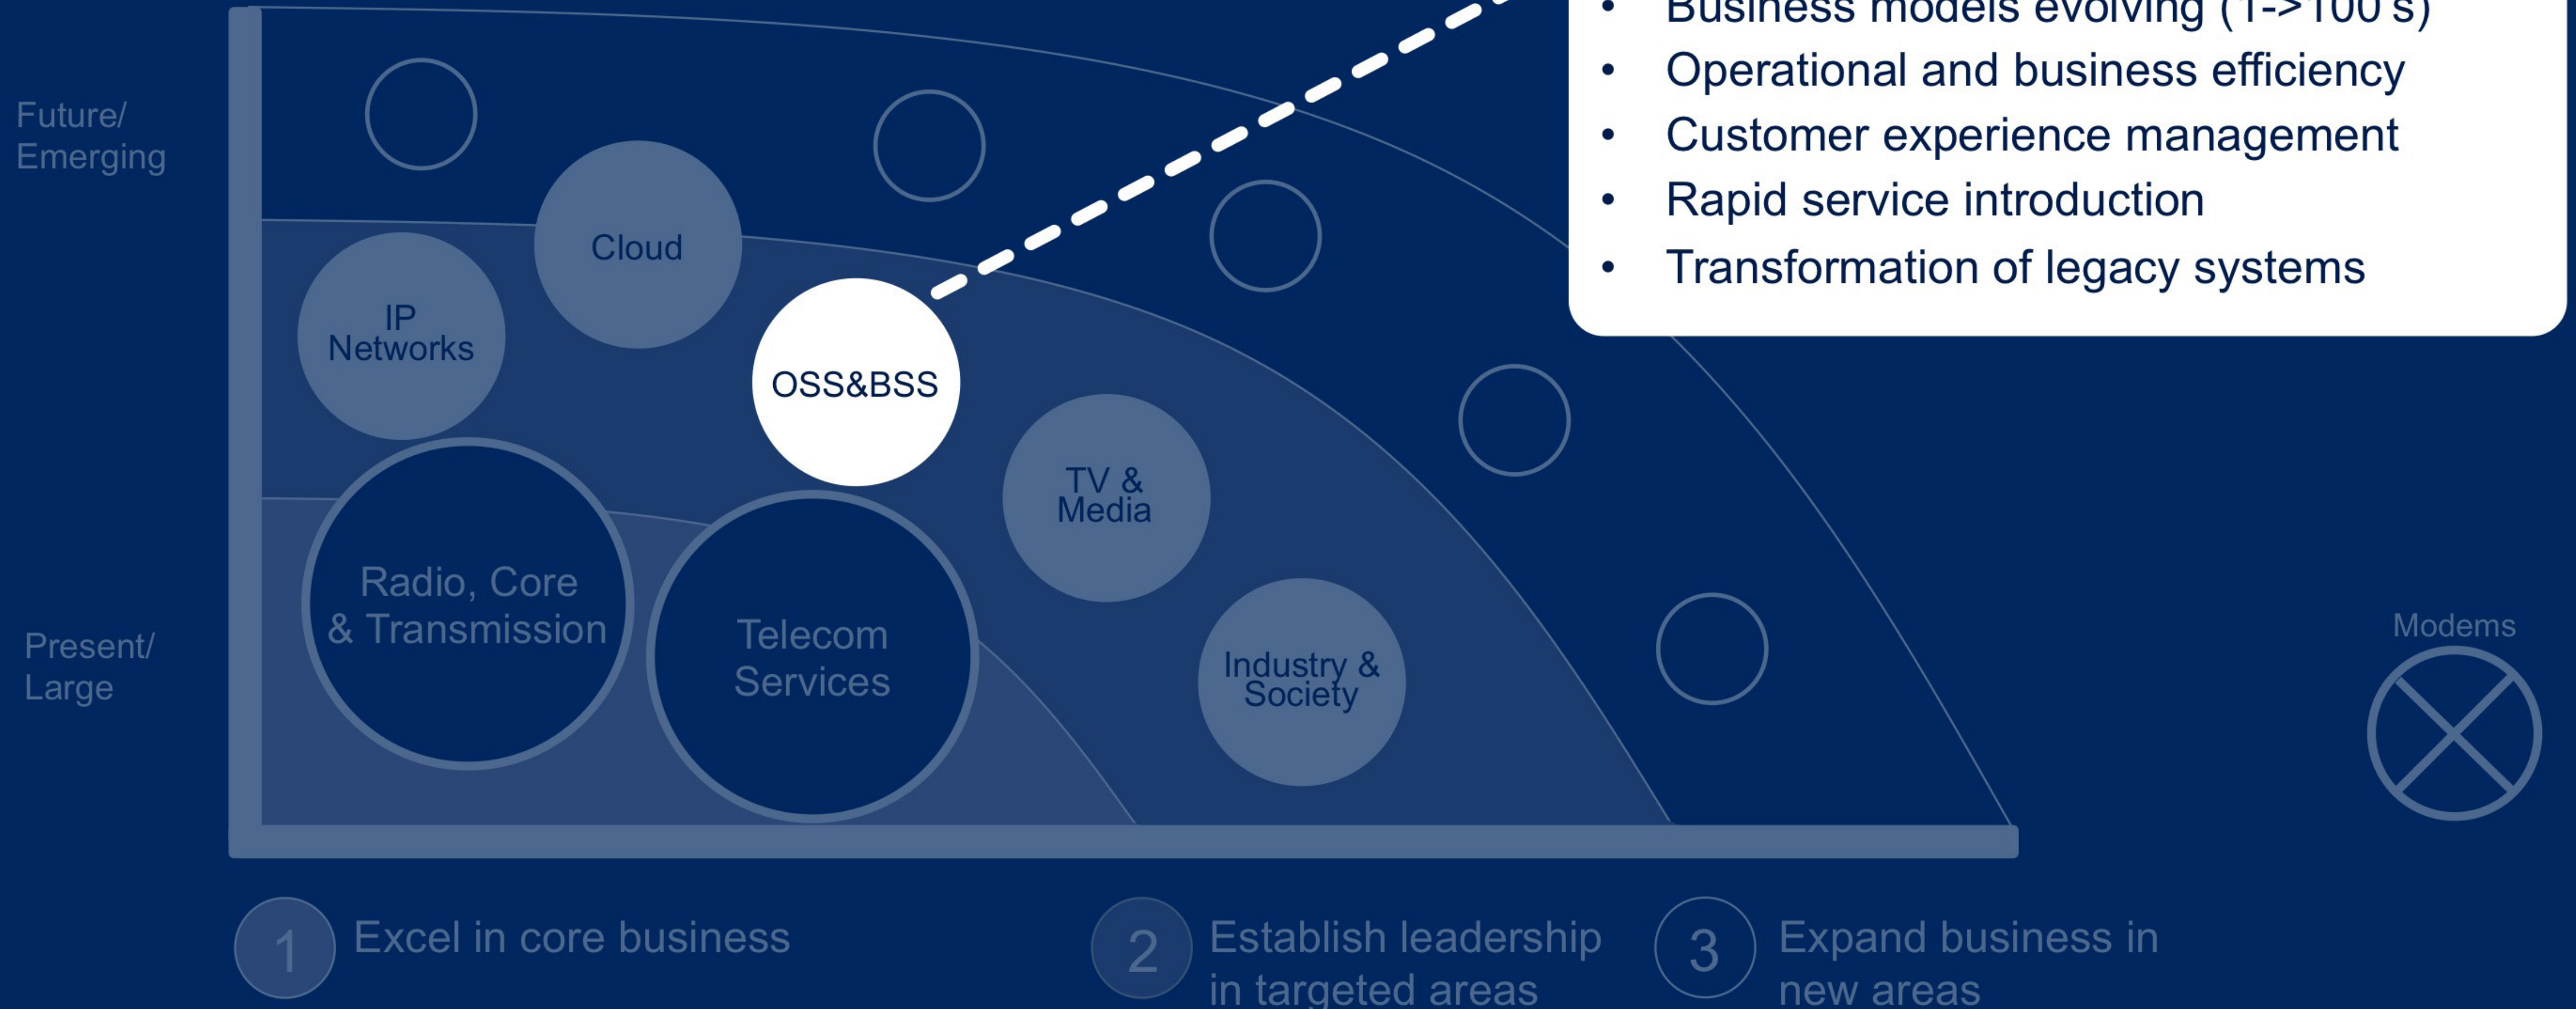 • Business models evolving (1->100's)
• Operational and business efficiency
• Customer experience management
• Rapid service introduction
• Transformation of legacy systems
Future/
Emerging
Cloud
IP
Networks
OSS&BSS
TV &
Media
Radio, Core
& Transmission
Telecom
Services
Industry &
Society
Present/
Large
Modems
1 Excel in core business
2 Establish leadership
in targeted areas
3 Expand business in
new areas